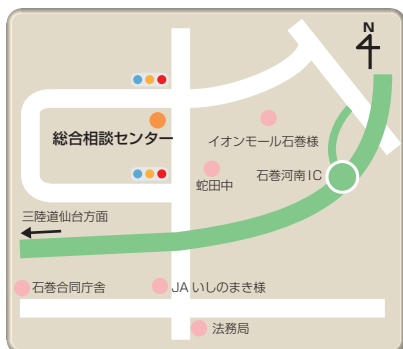 N
総合相談センター
イオンモール石巻様
蛇田中
石巻河南IC
三陸道仙台方面
石巻合同庁舎
JAいしのまき様
法務局